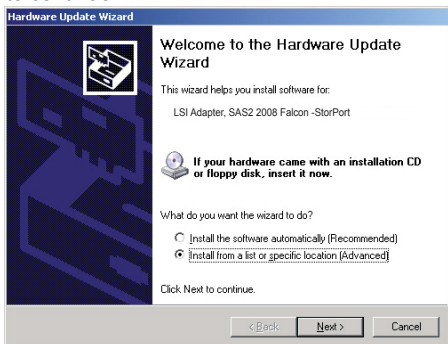 Hardware Update Wizard
Welcome to the Hardware Update
Wizard
This wizard helps you install software for:
LSI Adapter, SAS2 2008 Falcon -StorPort
If your hardware came with an installation CD
or floppy disk, insert it now.
What do you want the wizard to do?
Install the software automatically (Recommended)
Install from a list or specific location (Advanced)
Click Next to continue.
< Back
Next >
Cancel